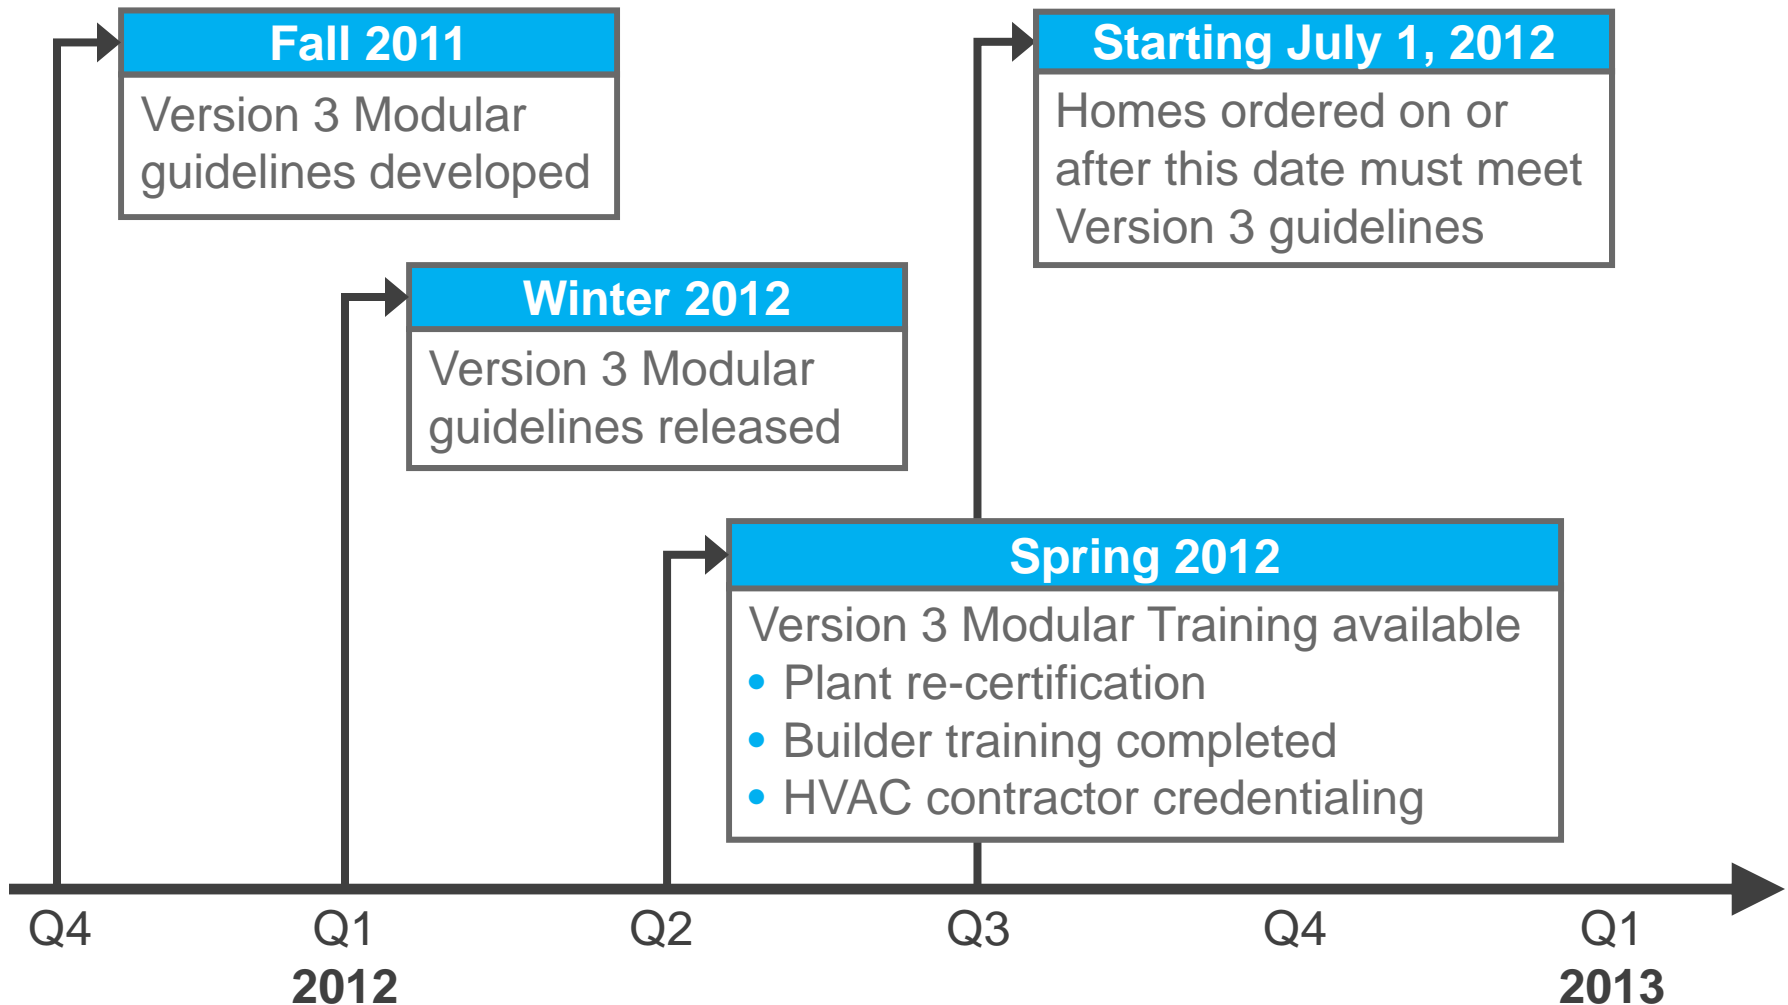 Fall 2011
Version 3 Modular
guidelines developed
Starting July 1, 2012
Homes ordered on or
after this date must meet
Version 3 guidelines
Winter 2012
Version 3 Modular
guidelines released
Spring 2012
Version 3 Modular Training available
• Plant re-certification
• Builder training completed
• HVAC contractor credentialing
Q4 Q1 Q2 Q3 Q4 Q1
2012 2013